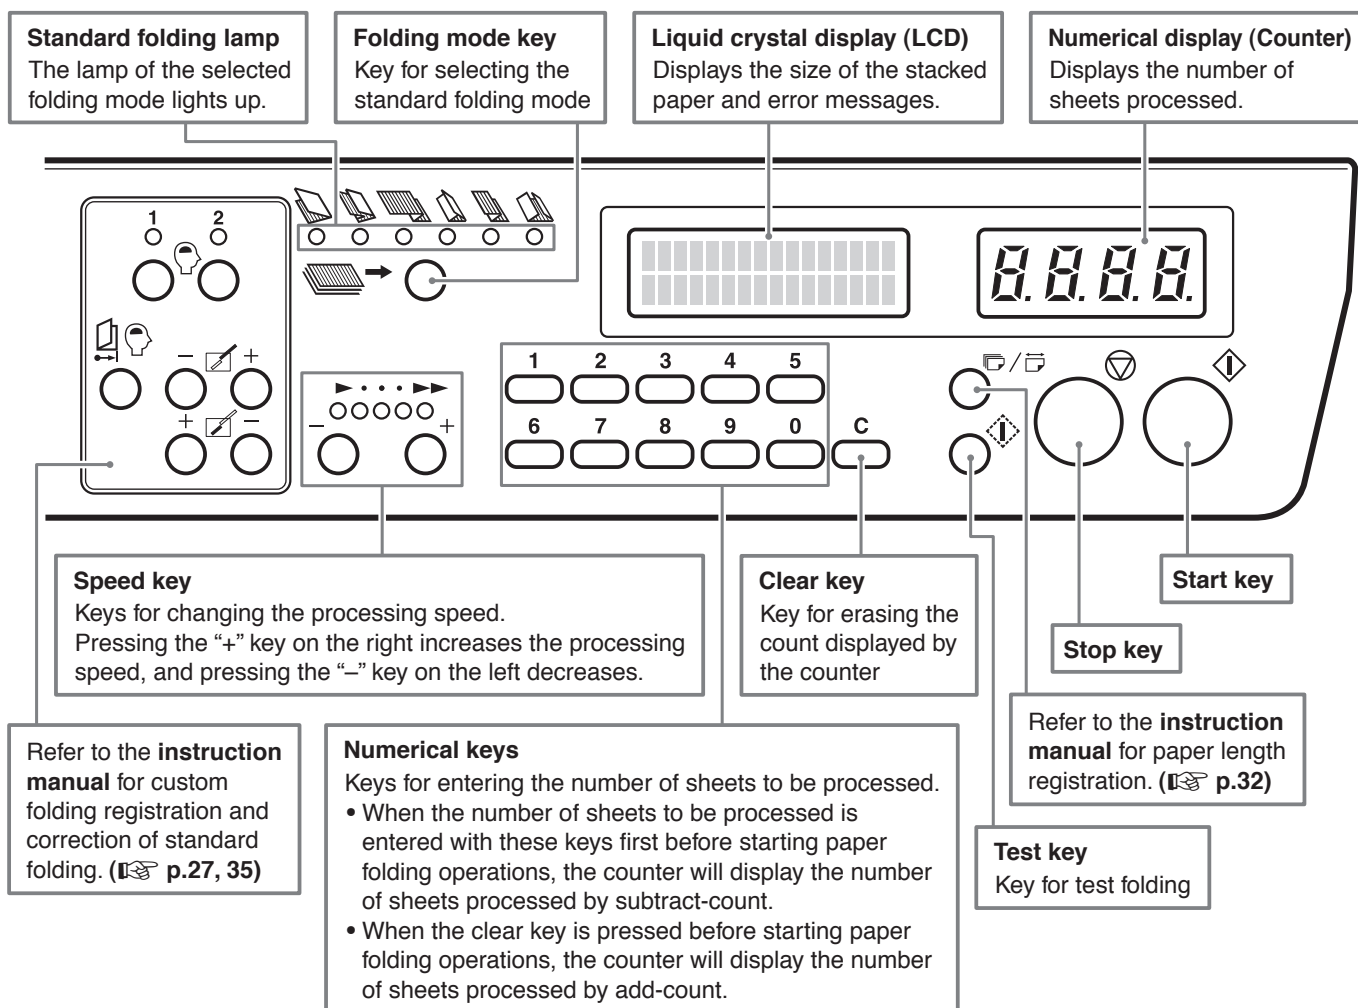 Standard folding lamp
The lamp of the selected
folding mode lights up.
Folding mode key
Key for selecting the
standard folding mode
Liquid crystal display (LCD)
Displays the size of the stacked
paper and error messages.
Numerical display (Counter)
Displays the number of
sheets processed.
1 2
8.8.8.8.
− +
+ −
− +
1 2 3 4 5
6 7 8 9 0 C
/
Speed key
Keys for changing the processing speed.
Pressing the “+” key on the right increases the processing
speed, and pressing the “–” key on the left decreases.
Clear key
Key for erasing the
count displayed by
the counter
Start key
Stop key
Refer to the instruction
manual for custom
folding registration and
correction of standard
folding. (☞ p.27, 35)
Numerical keys
Keys for entering the number of sheets to be processed.
• When the number of sheets to be processed is
entered with these keys first before starting paper
folding operations, the counter will display the number
of sheets processed by subtract-count.
• When the clear key is pressed before starting paper
folding operations, the counter will display the number
of sheets processed by add-count.
Refer to the instruction
manual for paper length
registration. (☞ p.32)
Test key
Key for test folding